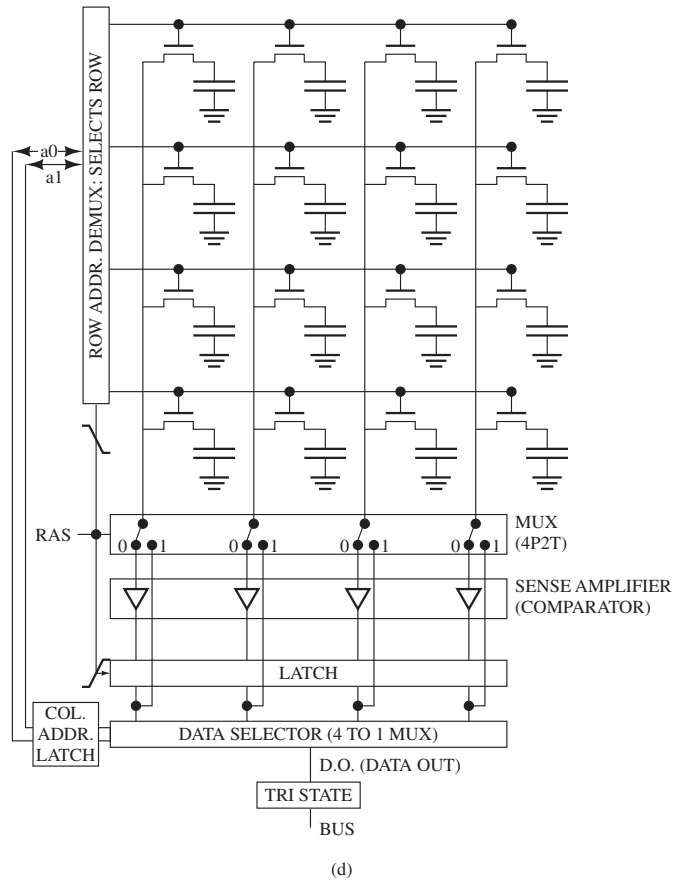 ROW ADDR. DEMUX: SELECTS ROW
a0
a1
RAS
0
1
0
1
0
1
0
1
MUX
(4P2T)
SENSE AMPLIFIER
(COMPARATOR)
LATCH
COL.
ADDR.
LATCH
DATA SELECTOR (4 TO 1 MUX)
D.O. (DATA OUT)
TRI STATE
BUS
(d)